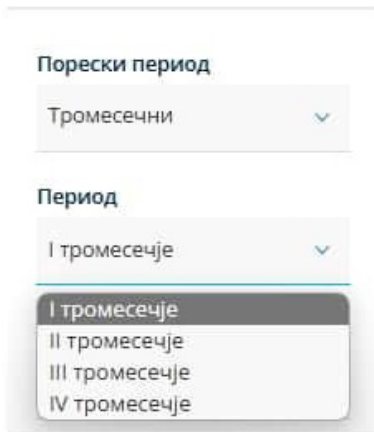 Порески период
Тромесечни
Период
I тромесечје
I тромесечје
II тромесечје
III тромесечје
IV тромесечје